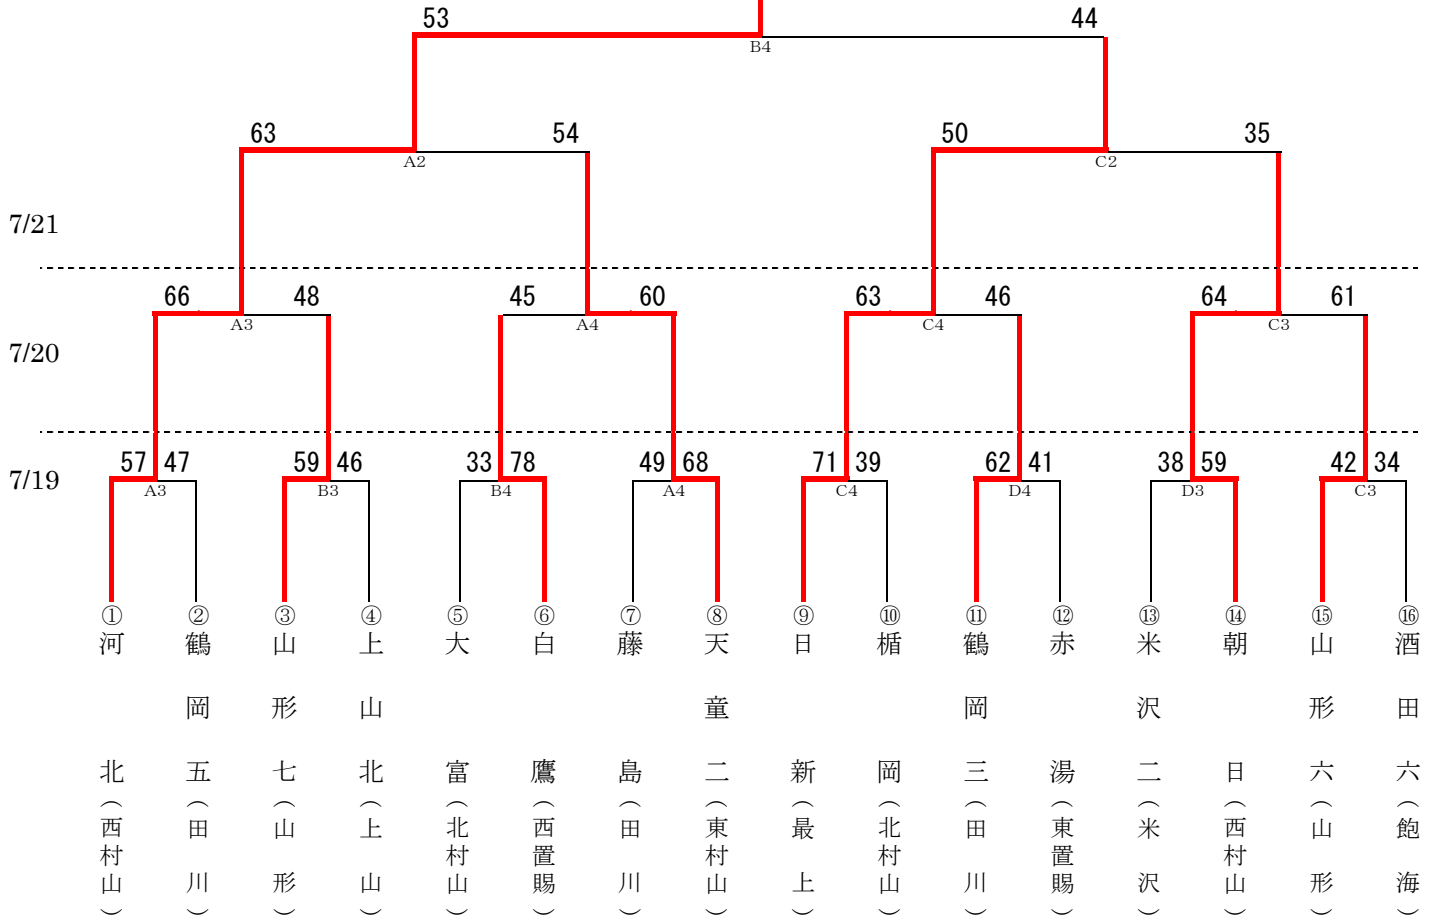 53 44
B4
63 54 50 35
A2 C2
7/21
66 48 45 60 63 46 64 61
A3 A4 C4 C3
7/20
57 47 59 46 33 78 49 68 71 39 62 41 38 59 42 34
7/19
A3 B3 B4 A4 C4 D4 D3 C3
① 河北(西村山)
② 鶴岡五(田川)
③ 山形七(山形)
④ 上山北(上山)
⑤ 大富(北村山)
⑥ 白鷹(西置賜)
⑦ 藤島(田川)
⑧ 天童二(東村山)
⑨ 日新(最上)
⑩ 楯岡(北村山)
⑪ 鶴岡三(田川)
⑫ 赤湯(東置賜)
⑬ 米沢二(米沢)
⑭ 朝日(西村山)
⑮ 山形六(山形)
⑯ 酒田六(飽海)